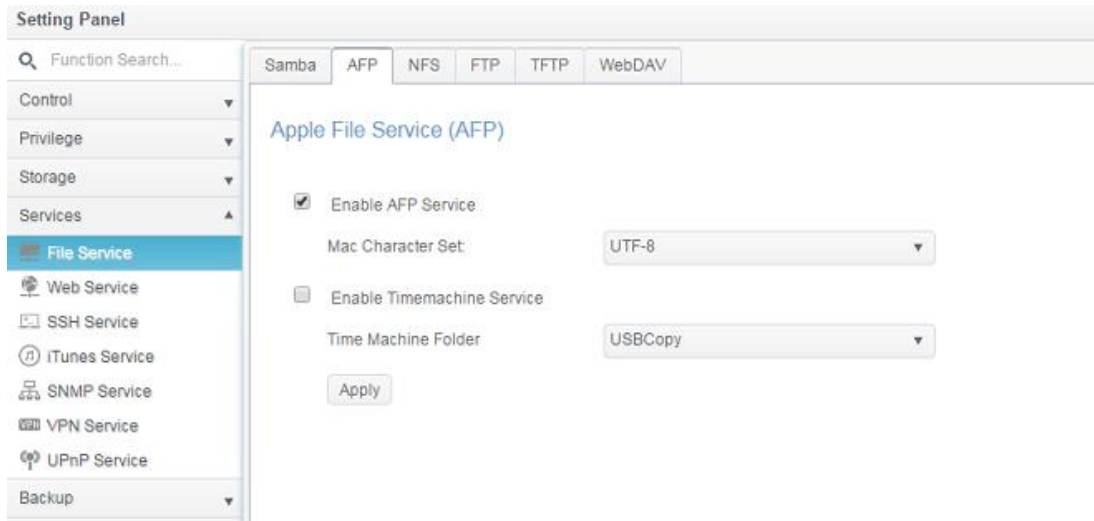 Setting Panel
Function Search...
Control
Privilege
Storage
Services
File Service
Web Service
SSH Service
iTunes Service
SNMP Service
VPN Service
UPnP Service
Backup
Samba AFP NFS FTP TFTP WebDAV
Apple File Service (AFP)
Enable AFP Service
Mac Character Set: UTF-8
Enable Timemachine Service
Time Machine Folder USBCopy
Apply